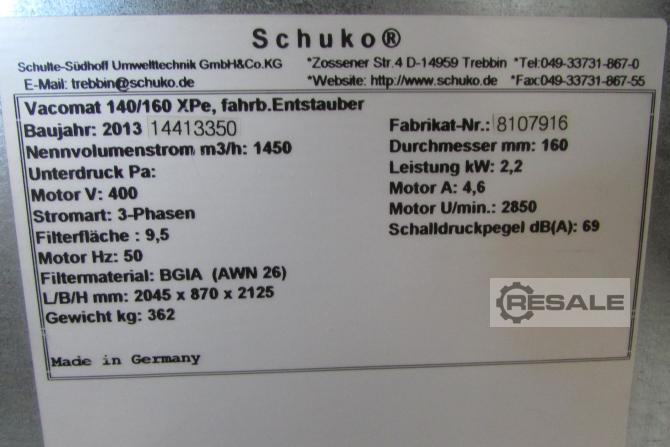 Schuko®
Schulte-Südhoff Umwelttechnik GmbH&Co.KG *Zossener Str.4 D-14959 Trebbin *Tel:049-33731-867-0
E-Mail: trebbin@schuko.de *Website: http://www.schuko.de *Fax:049-33731-867-55
Vacomat 140/160 XPe, fahrb.Entstauber
Baujahr: 2013 14413350 Fabrikat-Nr.: 8107916
Nennvolumenstrom m3/h: 1450 Durchmesser mm: 160
Unterdruck Pa: Leistung kW: 2,2
Motor V: 400 Motor A: 4,6
Stromart: 3-Phasen Motor U/min.: 2850
Filterfläche : 9,5 Schalldruckpegel dB(A): 69
Motor Hz: 50
Filtermaterial: BGIA (AWN 26)
L/B/H mm: 2045 x 870 x 2125
Gewicht kg: 362
RESALE
Made in Germany